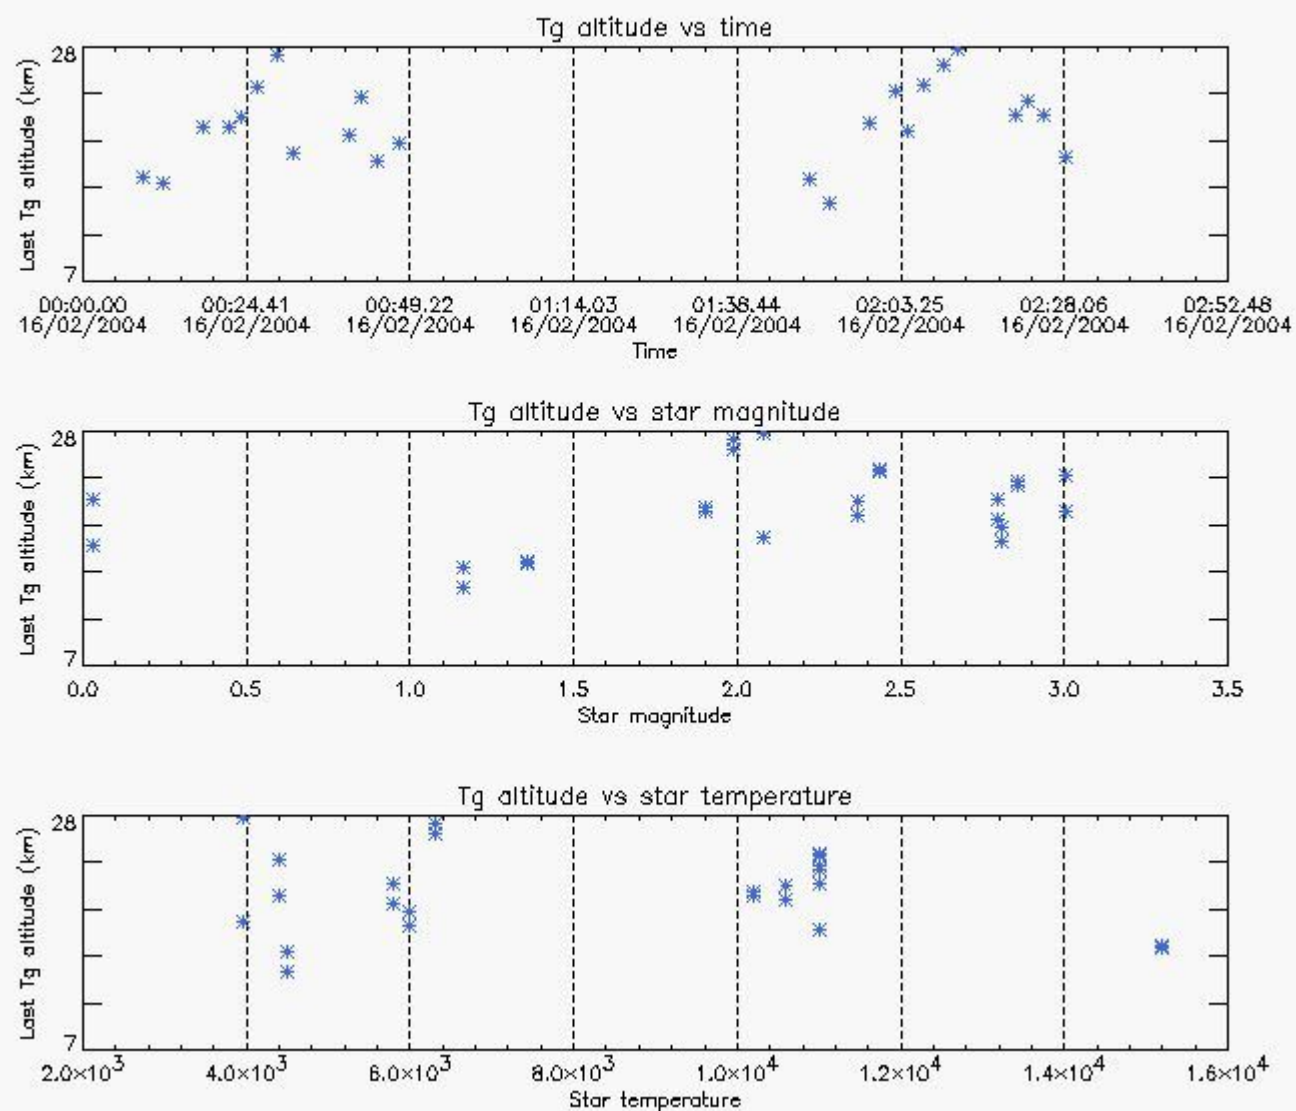 Tg altitude vs time
28
Last Tg altitude (km)
7
00:00.00 00:24.41 00:49.22 01:14.03 01:38.44 02:03.25 02:28.06 02:52.48
16/02/2004 16/02/2004 16/02/2004 16/02/2004 16/02/2004 16/02/2004 16/02/2004 16/02/2004
Time
Tg altitude vs star magnitude
28
Last Tg altitude (km)
7
0.0 0.5 1.0 1.5 2.0 2.5 3.0 3.5
Star magnitude
Tg altitude vs star temperature
28
Last Tg altitude (km)
7
2.0×10³ 4.0×10³ 6.0×10³ 8.0×10³ 1.0×10⁴ 1.2×10⁴ 1.4×10⁴ 1.6×10⁴
Star temperature